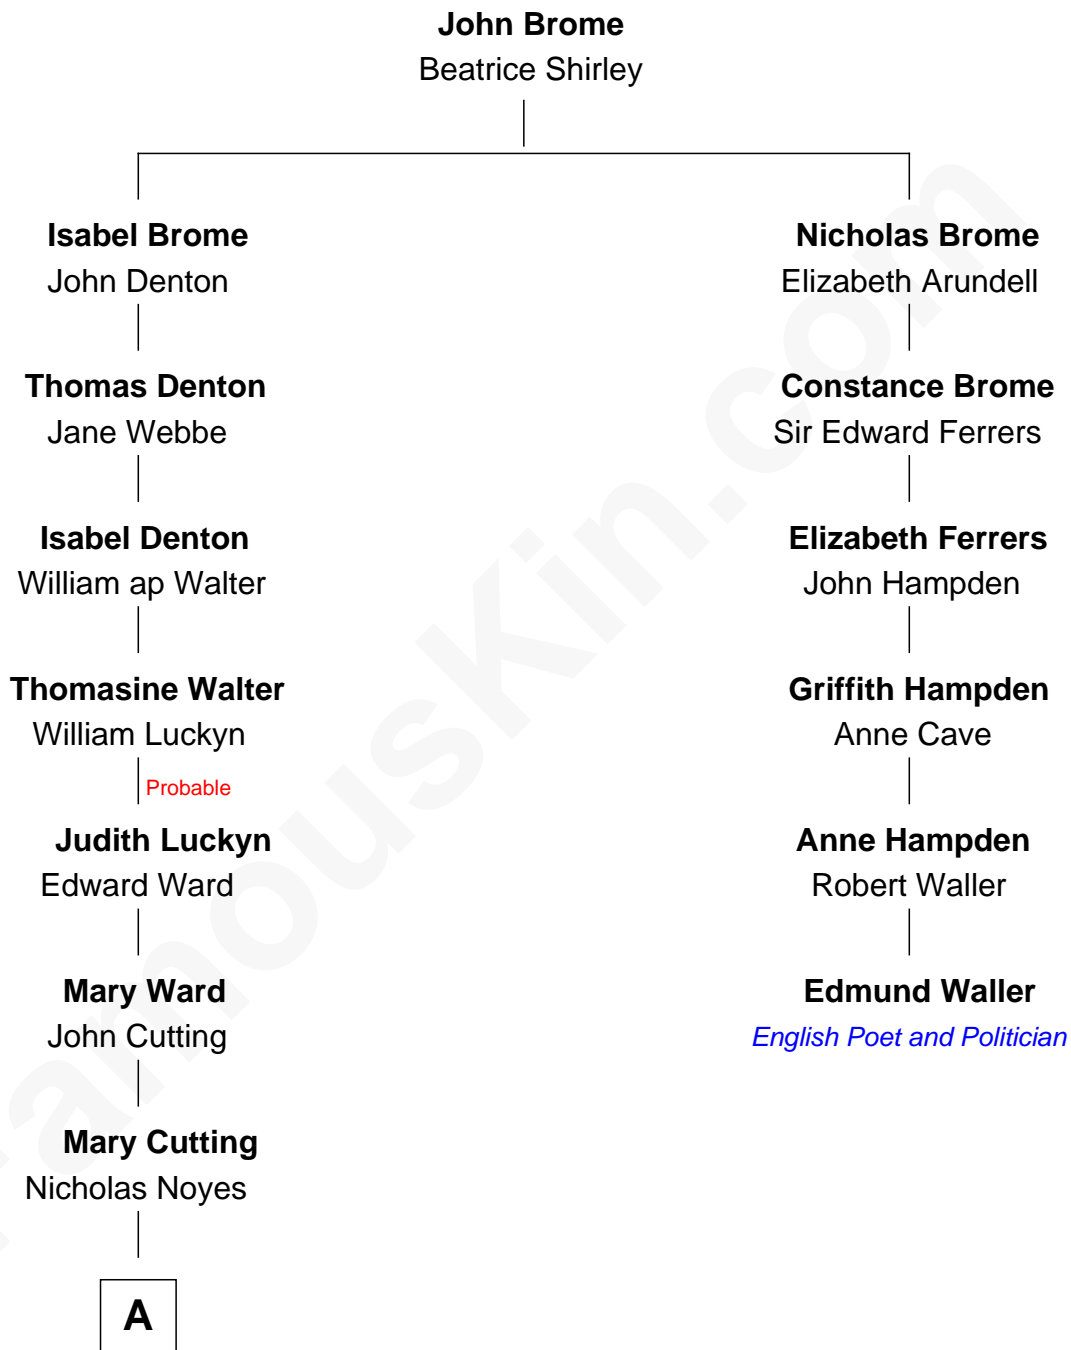 John Brome
Beatrice Shirley
Isabel Brome
John Denton
Nicholas Brome
Elizabeth Arundell
Thomas Denton
Jane Webbe
Constance Brome
Sir Edward Ferrers
Isabel Denton
William ap Walter
Elizabeth Ferrers
John Hampden
Thomasine Walter
William Luckyn
Griffith Hampden
Anne Cave
Probable
Judith Luckyn
Edward Ward
Anne Hampden
Robert Waller
Mary Ward
John Cutting
Edmund Waller
English Poet and Politician
Mary Cutting
Nicholas Noyes
A
FamousKin.com